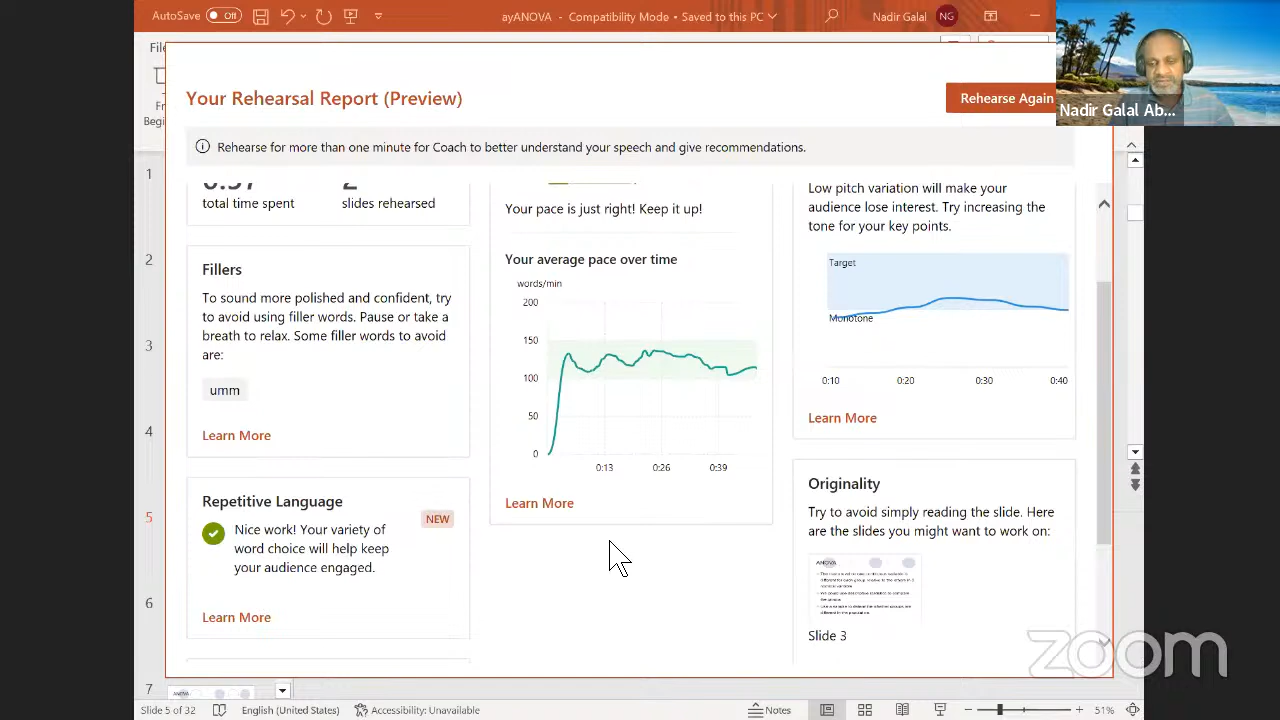 AutoSave Off ayANOVA - Compatibility Mode • Saved to this PC Nadir Galal NG
Your Rehearsal Report (Preview)
Rehearse Again
Nadir Galal Ab...
Rehearse for more than one minute for Coach to better understand your speech and give recommendations.
total time spent
slides rehearsed
Fillers
To sound more polished and confident, try
to avoid using filler words. Pause or take a
breath to relax. Some filler words to avoid
are:
umm
Learn More
Repetitive Language
NEW
Nice work! Your variety of
word choice will help keep
your audience engaged.
Learn More
Your pace is just right! Keep it up!
Your average pace over time
words/min
200
150
100
50
0
0:13 0:26 0:39
Learn More
Low pitch variation will make your
audience lose interest. Try increasing the
tone for your key points.
Target
Monotone
0:10 0:20 0:30 0:40
Learn More
Originality
Try to avoid simply reading the slide. Here
are the slides you might want to work on:
ANOVA
Slide 3
1
2
3
4
5
6
7
zoom
Slide 5 of 32 English (United States) Accessibility: Unavailable Notes 51%